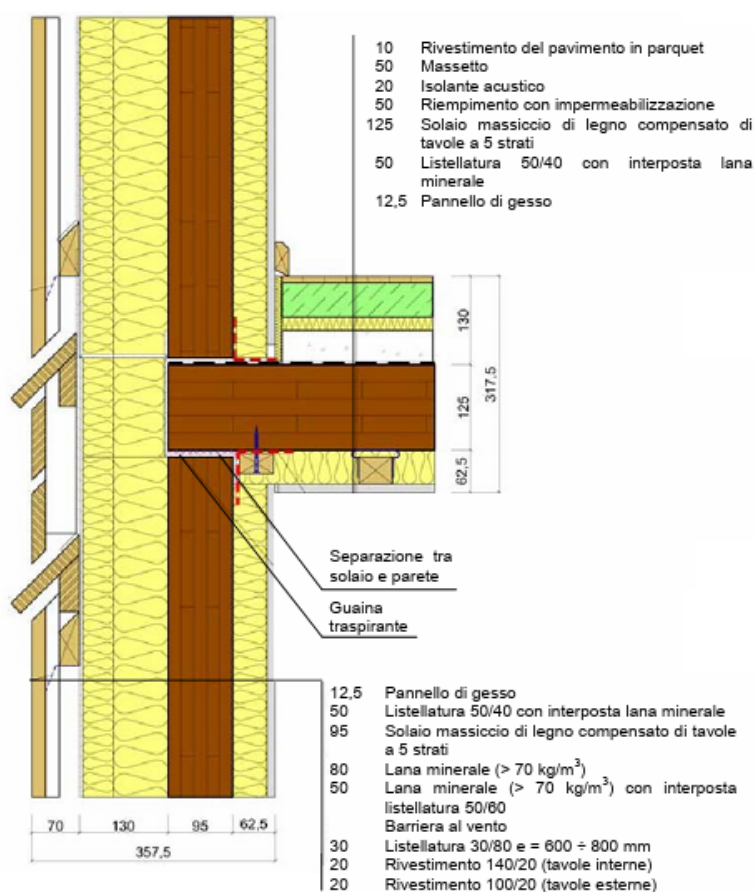 10 Rivestimento del pavimento in parquet
50 Massetto
20 Isolante acustico
50 Riempimento con impermeabilizzazione
125 Solaio massiccio di legno compensato di
tavole a 5 strati
50 Listellatura 50/40 con interposta lana
minerale
12,5 Pannello di gesso
130
125
62,5
317,5
Separazione tra
solaio e parete
Guaina
traspirante
12,5 Pannello di gesso
50 Listellatura 50/40 con interposta lana minerale
95 Solaio massiccio di legno compensato di tavole
a 5 strati
80 Lana minerale (> 70 kg/m³)
50 Lana minerale (> 70 kg/m³) con interposta
listellatura 50/60
Barriera al vento
30 Listellatura 30/80 e = 600 ÷ 800 mm
20 Rivestimento 140/20 (tavole interne)
20 Rivestimento 100/20 (tavole esterne)
70 130 95 62,5
357,5